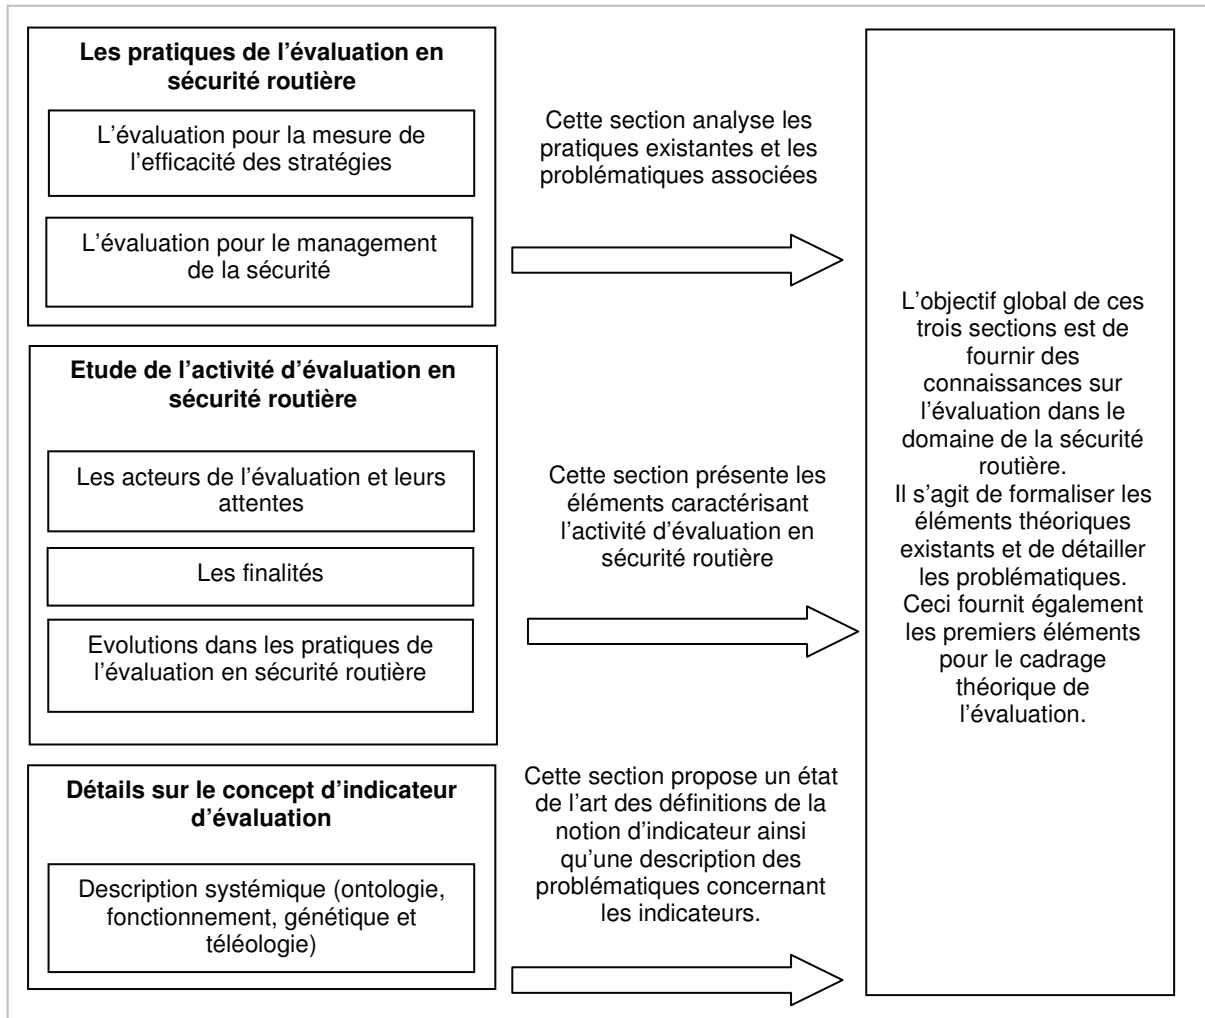 Les pratiques de l’évaluation en
sécurité routière
L’évaluation pour la mesure de
l’efficacité des stratégies
L’évaluation pour le management
de la sécurité
Cette section analyse les
pratiques existantes et les
problématiques associées
Etude de l’activité d’évaluation en
sécurité routière
Les acteurs de l’évaluation et leurs
attentes
Les finalités
Evolutions dans les pratiques de
l’évaluation en sécurité routière
Cette section présente les
éléments caractérisant
l’activité d’évaluation en
sécurité routière
Détails sur le concept d’indicateur
d’évaluation
Description systémique (ontologie,
fonctionnement, génétique et
téléologie)
Cette section propose un état
de l’art des définitions de la
notion d’indicateur ainsi
qu’une description des
problématiques concernant
les indicateurs.
L’objectif global de ces
trois sections est de
fournir des
connaissances sur
l’évaluation dans le
domaine de la sécurité
routière.
Il s’agit de formaliser les
éléments théoriques
existants et de détailler
les problématiques.
Ceci fournit également
les premiers éléments
pour le cadrage
théorique de
l’évaluation.